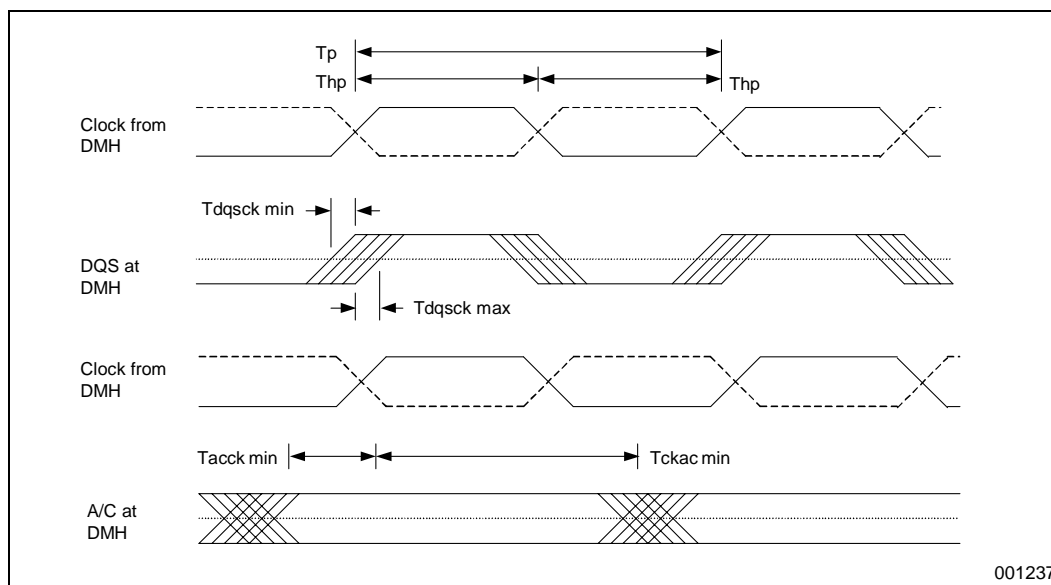 Tp
Thp
Thp
Clock from
DMH
Tdqsck min
DQS at
DMH
Tdqsck max
Clock from
DMH
Tacck min
Tckac min
A/C at
DMH
001237